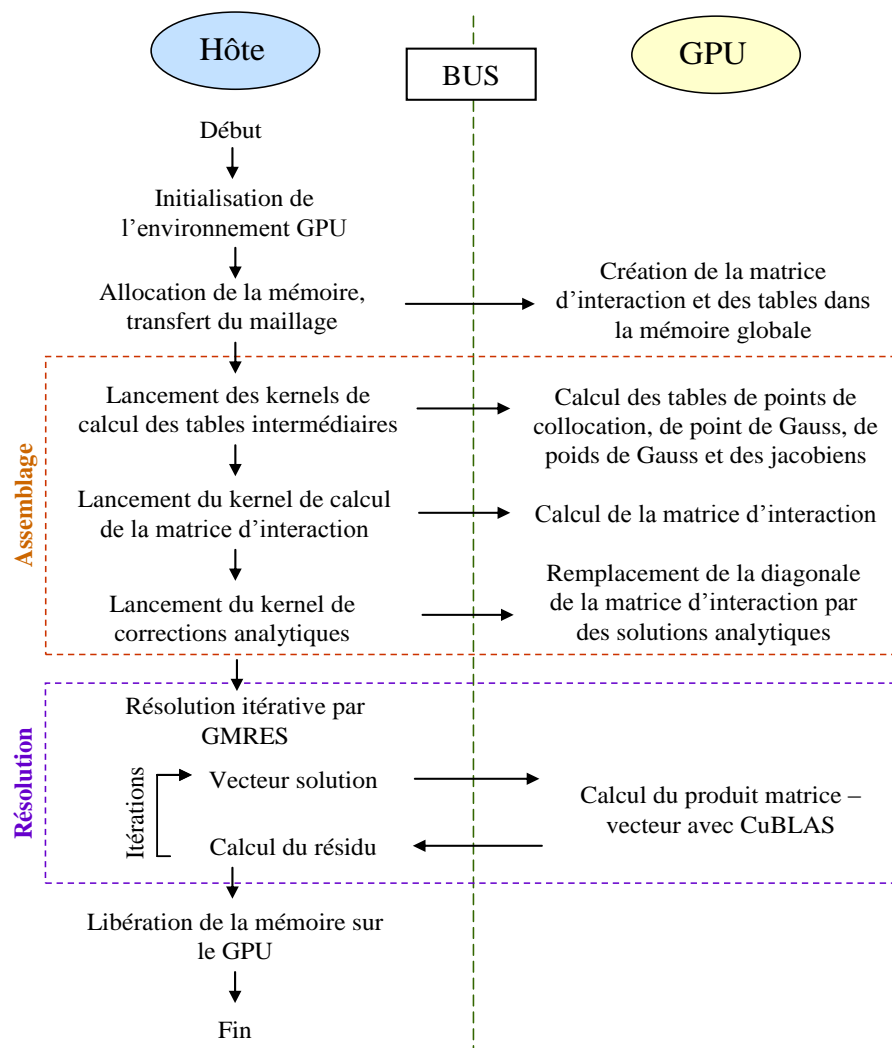 Hôte
BUS
GPU
Début
Initialisation de
l’environnement GPU
Allocation de la mémoire,
transfert du maillage
Création de la matrice
d’interaction et des tables dans
la mémoire globale
Assemblage
Lancement des kernels de
calcul des tables intermédiaires
Calcul des tables de points de
collocation, de point de Gauss, de
poids de Gauss et des jacobiens
Lancement du kernel de calcul
de la matrice d’interaction
Calcul de la matrice d’interaction
Lancement du kernel de
corrections analytiques
Remplacement de la diagonale
de la matrice d’interaction par
des solutions analytiques
Résolution
Résolution itérative par
GMRES
Itérations
Vecteur solution
Calcul du produit matrice –
vecteur avec CuBLAS
Calcul du résidu
Libération de la mémoire sur
le GPU
Fin